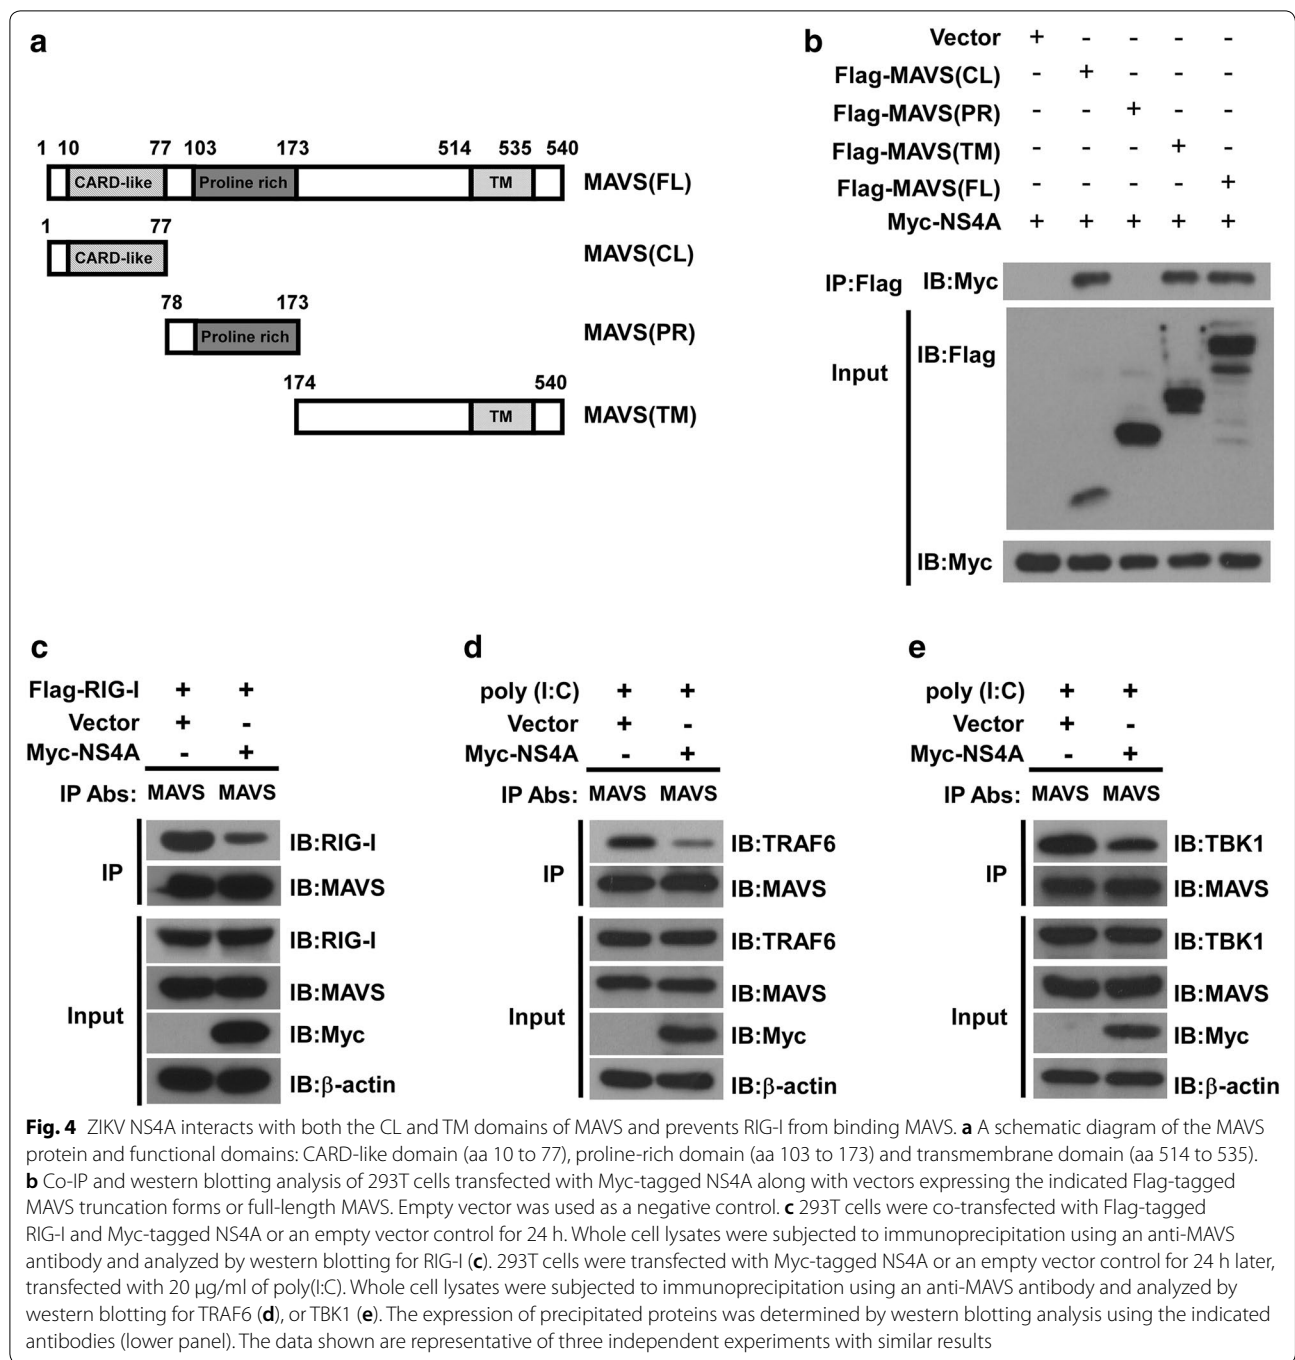 a
1 10 77 103 173 514 535 540
CARD-like Proline rich TM MAVS(FL)
1 77
CARD-like MAVS(CL)
78 173
Proline rich MAVS(PR)
174 540
TM MAVS(TM)
b
Vector + - - - -
Flag-MAVS(CL) - + - - -
Flag-MAVS(PR) - - + - -
Flag-MAVS(TM) - - - + -
Flag-MAVS(FL) - - - - +
Myc-NS4A + + + + +
IP:Flag IB:Myc
Input IB:Flag
IB:Myc
c
Flag-RIG-I + +
Vector + -
Myc-NS4A - +
IP Abs: MAVS MAVS
IP IB:RIG-I
IB:MAVS
Input IB:RIG-I
IB:MAVS
IB:Myc
IB:β-actin
d
poly (I:C) + +
Vector + -
Myc-NS4A - +
IP Abs: MAVS MAVS
IP IB:TRAF6
IB:MAVS
Input IB:TRAF6
IB:MAVS
IB:Myc
IB:β-actin
e
poly (I:C) + +
Vector + -
Myc-NS4A - +
IP Abs: MAVS MAVS
IP IB:TBK1
IB:MAVS
Input IB:TBK1
IB:MAVS
IB:Myc
IB:β-actin
Fig. 4 ZIKV NS4A interacts with both the CL and TM domains of MAVS and prevents RIG-I from binding MAVS. a A schematic diagram of the MAVS
protein and functional domains: CARD-like domain (aa 10 to 77), proline-rich domain (aa 103 to 173) and transmembrane domain (aa 514 to 535).
b Co-IP and western blotting analysis of 293T cells transfected with Myc-tagged NS4A along with vectors expressing the indicated Flag-tagged
MAVS truncation forms or full-length MAVS. Empty vector was used as a negative control. c 293T cells were co-transfected with Flag-tagged
RIG-I and Myc-tagged NS4A or an empty vector control for 24 h. Whole cell lysates were subjected to immunoprecipitation using an anti-MAVS
antibody and analyzed by western blotting for RIG-I (c). 293T cells were transfected with Myc-tagged NS4A or an empty vector control for 24 h later,
transfected with 20 µg/ml of poly(I:C). Whole cell lysates were subjected to immunoprecipitation using an anti-MAVS antibody and analyzed by
western blotting for TRAF6 (d), or TBK1 (e). The expression of precipitated proteins was determined by western blotting analysis using the indicated
antibodies (lower panel). The data shown are representative of three independent experiments with similar results